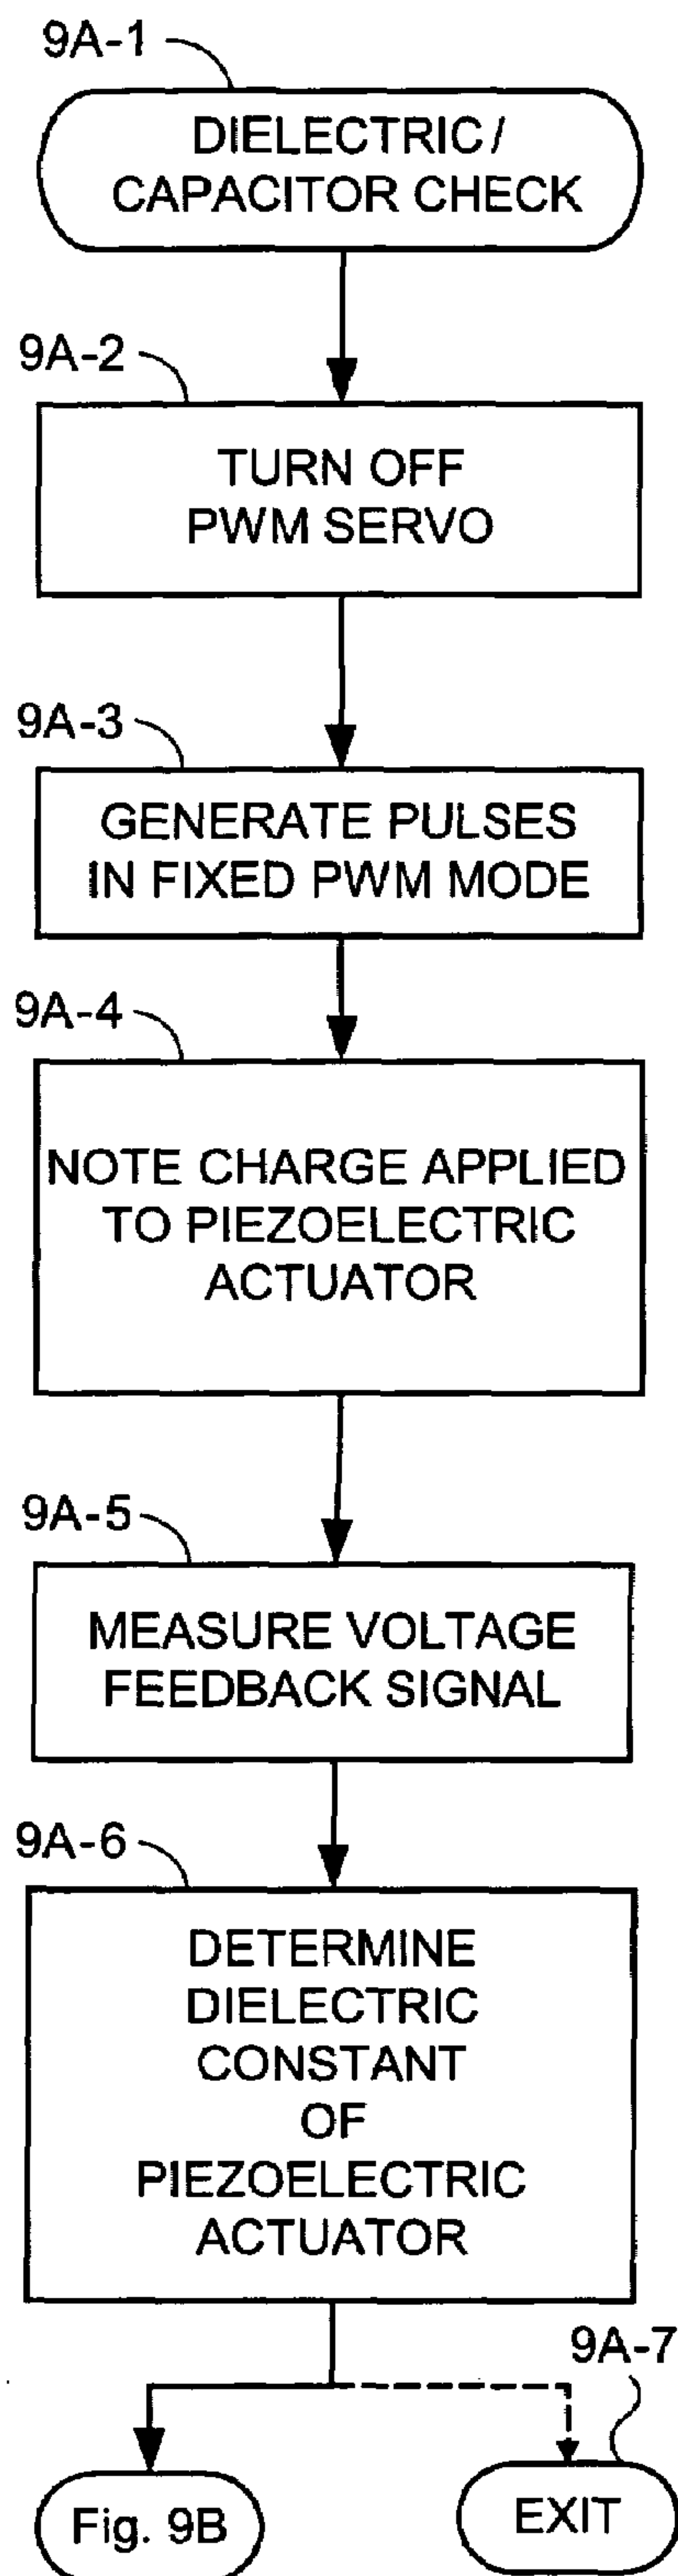 9A-1
DIELECTRIC/
CAPACITOR CHECK
9A-2
TURN OFF
PWM SERVO
9A-3
GENERATE PULSES
IN FIXED PWM MODE
9A-4
NOTE CHARGE APPLIED
TO PIEZOELECTRIC
ACTUATOR
9A-5
MEASURE VOLTAGE
FEEDBACK SIGNAL
9A-6
DETERMINE
DIELECTRIC
CONSTANT
OF
PIEZOELECTRIC
ACTUATOR
9A-7
Fig. 9B
EXIT